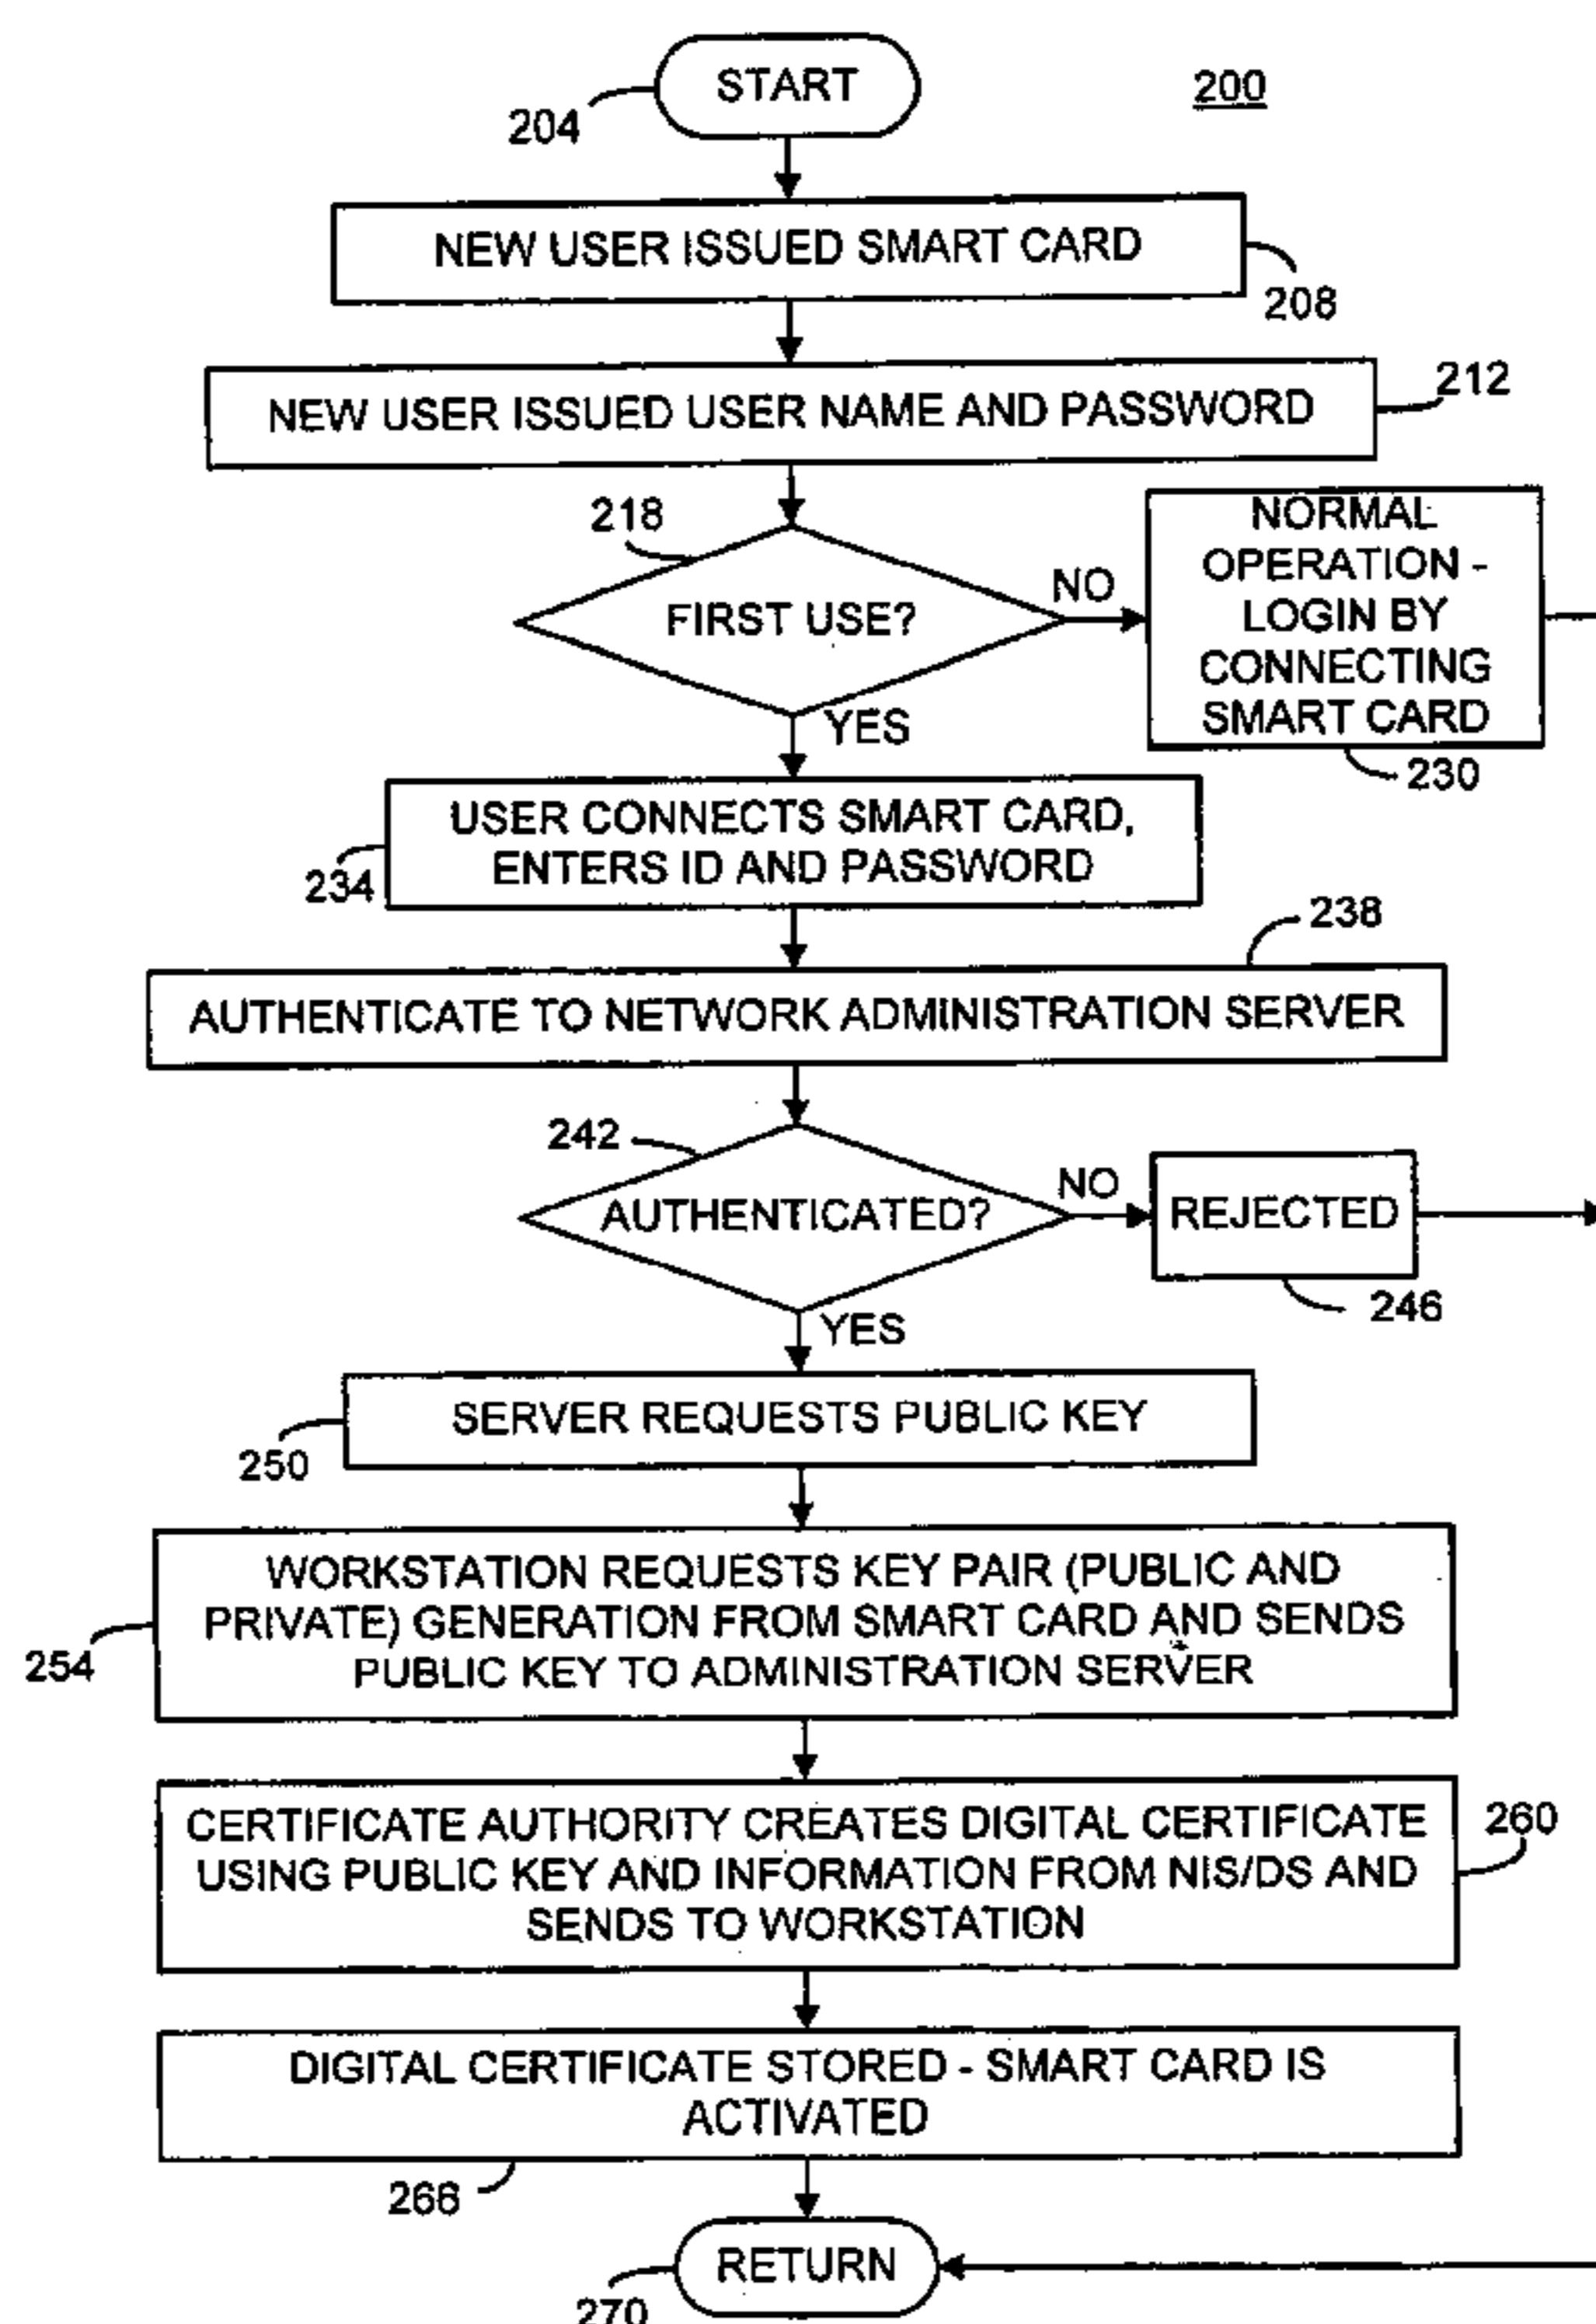 START
200
204
NEW USER ISSUED SMART CARD
208
NEW USER ISSUED USER NAME AND PASSWORD
212
218
FIRST USE?
NO
NORMAL
OPERATION -
LOGIN BY
CONNECTING
SMART CARD
230
YES
USER CONNECTS SMART CARD,
ENTERS ID AND PASSWORD
234
238
AUTHENTICATE TO NETWORK ADMINISTRATION SERVER
242
AUTHENTICATED?
NO
REJECTED
246
YES
SERVER REQUESTS PUBLIC KEY
250
WORKSTATION REQUESTS KEY PAIR (PUBLIC AND
PRIVATE) GENERATION FROM SMART CARD AND SENDS
PUBLIC KEY TO ADMINISTRATION SERVER
254
CERTIFICATE AUTHORITY CREATES DIGITAL CERTIFICATE
USING PUBLIC KEY AND INFORMATION FROM NIS/DS AND
SENDS TO WORKSTATION
260
DIGITAL CERTIFICATE STORED - SMART CARD IS
ACTIVATED
266
RETURN
270